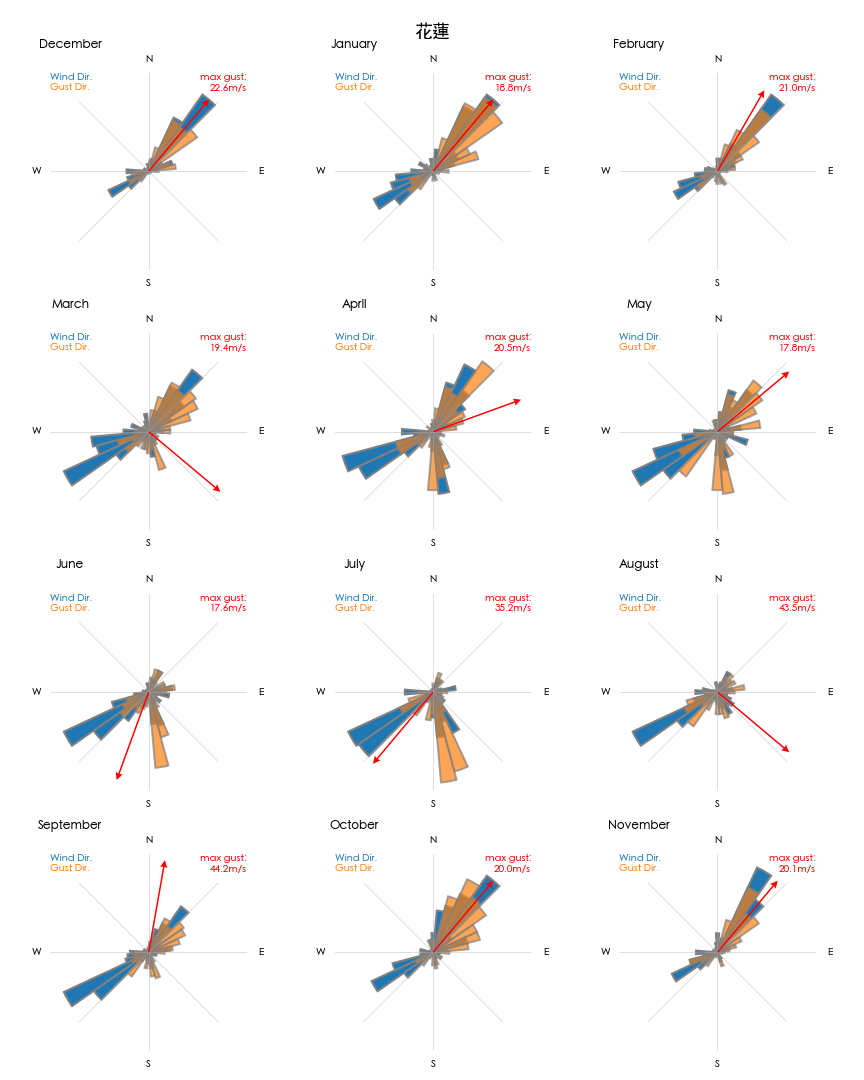 花蓮
December
January
February
N
N
N
Wind Dir.
Gust Dir.
max gust:
22.6m/s
Wind Dir.
Gust Dir.
max gust:
18.8m/s
Wind Dir.
Gust Dir.
max gust:
21.0m/s
W
E
W
E
W
E
S
S
S
March
April
May
N
N
N
Wind Dir.
Gust Dir.
max gust:
19.4m/s
Wind Dir.
Gust Dir.
max gust:
20.5m/s
Wind Dir.
Gust Dir.
max gust:
17.8m/s
W
E
W
E
W
E
S
S
S
June
July
August
N
N
N
Wind Dir.
Gust Dir.
max gust:
17.6m/s
Wind Dir.
Gust Dir.
max gust:
35.2m/s
Wind Dir.
Gust Dir.
max gust:
43.5m/s
W
E
W
E
W
E
S
S
S
September
October
November
N
N
N
Wind Dir.
Gust Dir.
max gust:
44.2m/s
Wind Dir.
Gust Dir.
max gust:
20.0m/s
Wind Dir.
Gust Dir.
max gust:
20.1m/s
W
E
W
E
W
E
S
S
S